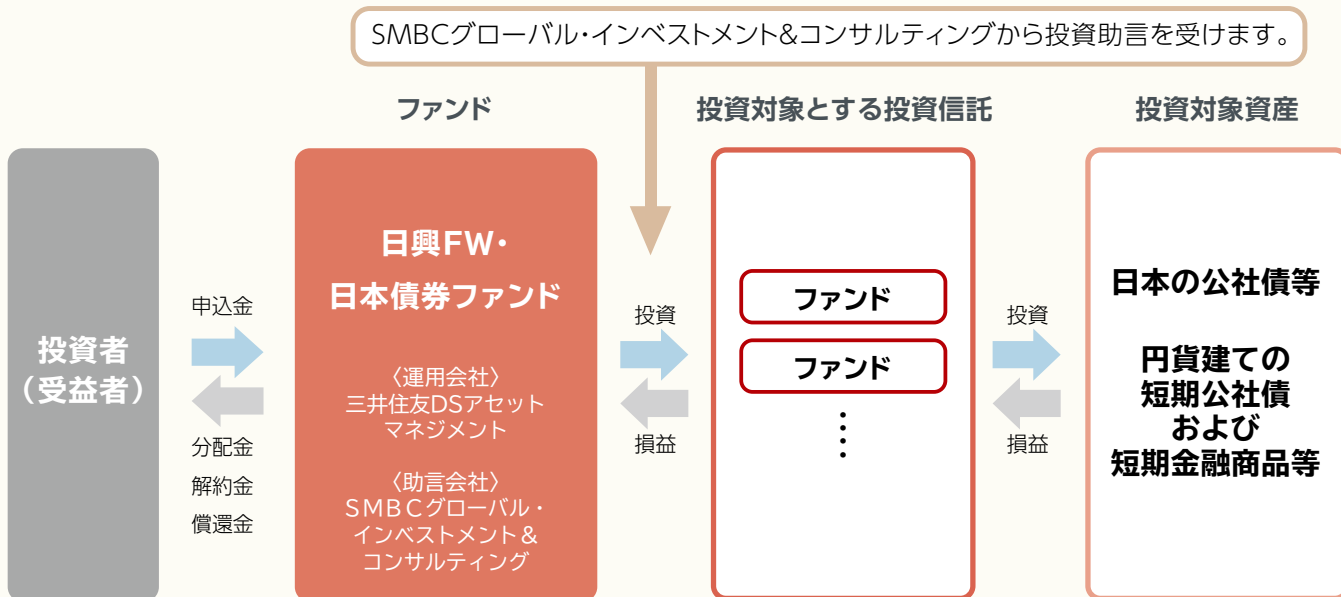 SMBCグローバル・インベストメント&コンサルティングから投資助言を受けます。
ファンド
投資対象とする投資信託
投資対象資産
投資者
（受益者）
申込金
分配金
解約金
償還金
日興FW・
日本債券ファンド
〈運用会社〉
三井住友DSアセット
マネジメント
〈助言会社〉
SMBCグローバル・
インベストメント&
コンサルティング
投資
損益
ファンド
ファンド
投資
損益
日本の公社債等
円貨建ての
短期公社債
および
短期金融商品等